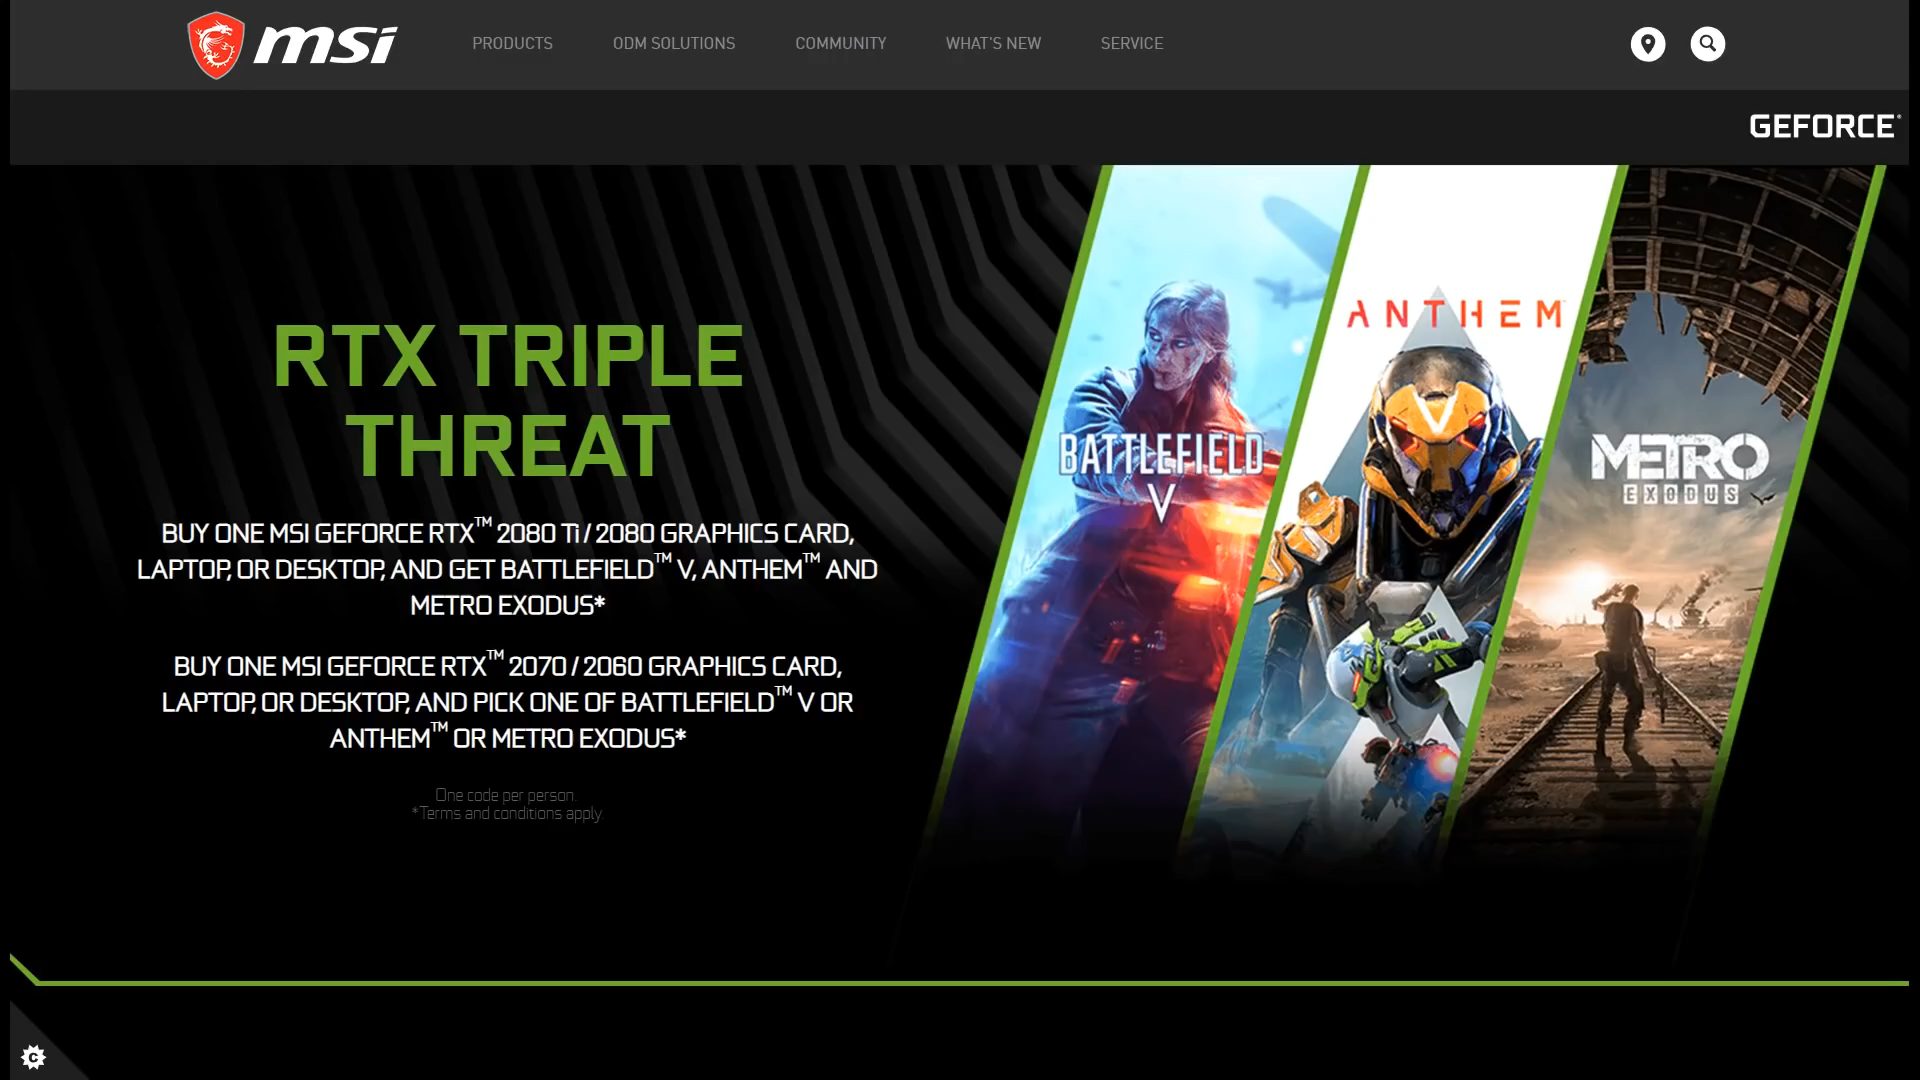 msi
PRODUCTS
ODM SOLUTIONS
COMMUNITY
WHAT'S NEW
SERVICE
GEFORCE
RTX TRIPLE
THREAT
BUY ONE MSI GEFORCE RTX™ 2080 Ti / 2080 GRAPHICS CARD,
LAPTOP, OR DESKTOP, AND GET BATTLEFIELD™ V, ANTHEM™ AND
METRO EXODUS*
BUY ONE MSI GEFORCE RTX™ 2070 / 2060 GRAPHICS CARD,
LAPTOP, OR DESKTOP, AND PICK ONE OF BATTLEFIELD™ V OR
ANTHEM™ OR METRO EXODUS*
One code per person.
*Terms and conditions apply.
BATTLEFIELD
V
ANTHEM
METRO
EXODUS
C